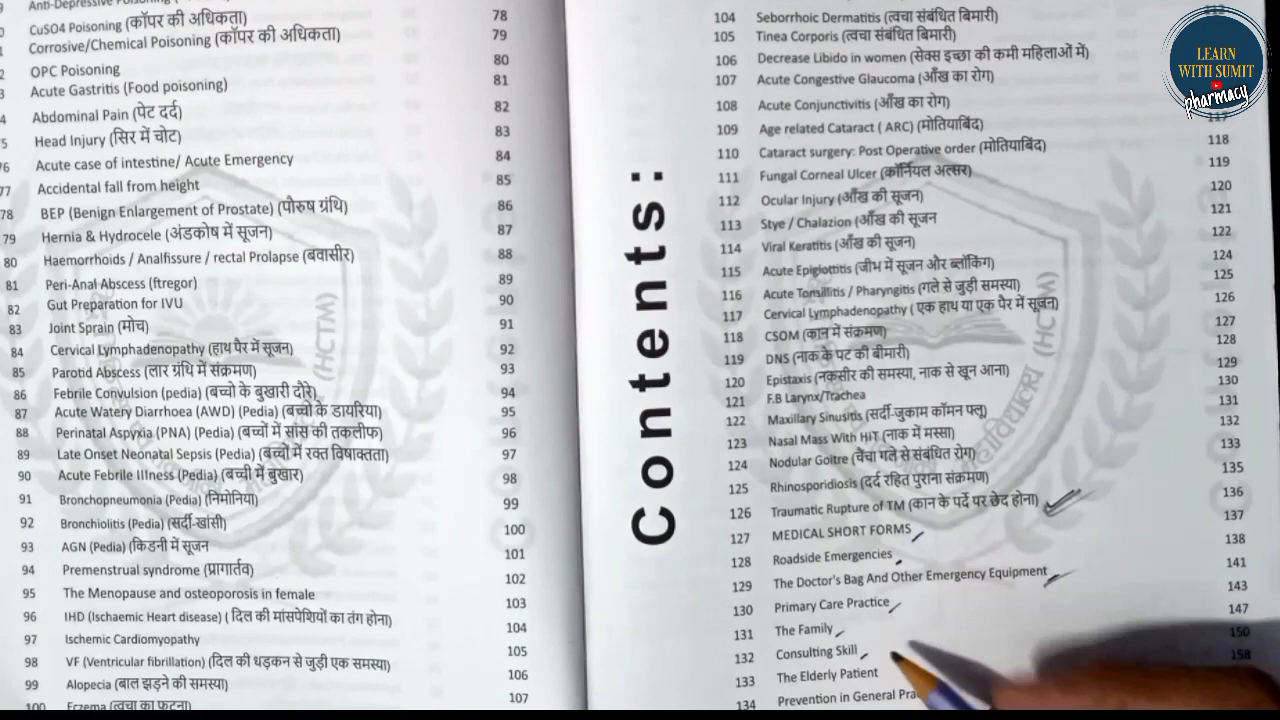 Anti-Depressive
CuSO4 Poisoning (कॉपर की अधिकता) 78
Corrosive/Chemical Poisoning (कॉपर की अधिकता) 79
OPC Poisoning 80
Acute Gastritis (Food poisoning) 81
Abdominal Pain (पेट दर्द) 82
Head Injury (सिर में चोट) 83
76 Acute case of intestine/ Acute Emergency 84
77 Accidental fall from height 85
78 BEP (Benign Enlargement of Prostate) (पौरुष ग्रंथि) 86
79 Hernia & Hydrocele (अंडकोष में सूजन) 87
80 Haemorrhoids / Analfissure / rectal Prolapse (बवासीर) 88
81 Peri-Anal Abscess (ftregor) 89
82 Gut Preparation for IVU 90
83 Joint Sprain (मोच) 91
84 Cervical Lymphadenopathy (हाथ पैर में सूजन) 92
85 Parotid Abscess (लार ग्रंथि में संक्रमण) 93
86 Febrile Convulsion (pedia) (बच्चो के बुखारी दौरे) 94
87 Acute Watery Diarrhoea (AWD) (Pedia) (बच्चों के डायरिया) 95
88 Perinatal Aspyxia (PNA) (Pedia) (बच्चों में सांस की तकलीफ) 96
89 Late Onset Neonatal Sepsis (Pedia) (बच्चों में रक्त विषाक्तता) 97
90 Acute Febrile Illness (Pedia) (बच्ची में बुखार) 98
91 Bronchopneumonia (Pedia) (निमोनिया) 99
92 Bronchiolitis (Pedia) (सर्दी-खांसी) 100
93 AGN (Pedia) (किडनी में सूजन 101
94 Premenstrual syndrome (प्रागार्तव) 102
95 The Menopause and osteoporosis in female 103
96 IHD (Ischaemic Heart disease) ( दिल की मांसपेशियों का तंग होना) 104
97 Ischemic Cardiomyopathy 105
98 VF (Ventricular fibrillation) (दिल की धड़कन से जुड़ी एक समस्या) 106
99 Alopecia (बाल झड़ने की समस्या) 107
100 Eczema (त्वचा का फटना)
Contents:
104 Seborrhoic Dermatitis (त्वचा संबंधित बिमारी)
105 Tinea Corporis (त्वचा संबंधित बिमारी)
106 Decrease Libido in women (सेक्स इच्छा की कमी महिलाओं में)
107 Acute Congestive Glaucoma (आँख का रोग)
108 Acute Conjunctivitis (आँख का रोग)
109 Age related Cataract ( ARC) (मोतियाबिंद) 117
110 Cataract surgery: Post Operative order (मोतियाबिंद) 118
111 Fungal Corneal Ulcer (कॉर्नियल अल्सर) 119
112 Ocular Injury (आँख की सूजन) 120
113 Stye / Chalazion (आँख की सूजन 121
114 Viral Keratitis (आँख की सूजन) 122
115 Acute Epiglottitis (जीभ में सूजन और ब्लॉकिंग) 124
116 Acute Tonsillitis / Pharyngitis (गले से जुड़ी समस्या) 125
117 Cervical Lymphadenopathy ( एक हाथ या एक पैर में सूजन) 126
118 CSOM (कान में संक्रमण) 127
119 DNS (नाक के पट की बीमारी) 128
120 Epistaxis (नकसीर की समस्या, नाक से खून आना) 129
121 F.B Larynx/Trachea 130
122 Maxillary Sinusitis (सर्दी-जुकाम कॉमन फ्लू) 131
123 Nasal Mass With HiT (नाक में मस्सा) 132
124 Nodular Goitre (चेंचा गले से संबंधित रोग) 133
125 Rhinosporidiosis (दर्द रहित पुराना संक्रमण) 135
126 Traumatic Rupture of TM (कान के पर्दे पर छेद होना) 136
127 MEDICAL SHORT FORMS 137
128 Roadside Emergencies 138
129 The Doctor's Bag And Other Emergency Equipment 141
130 Primary Care Practice 143
131 The Family 147
132 Consulting Skill 150
133 The Elderly Patient 158
134 Prevention in General
LEARN
WITH SUMIT
pharmacy
(HCTM)
(HCTM)